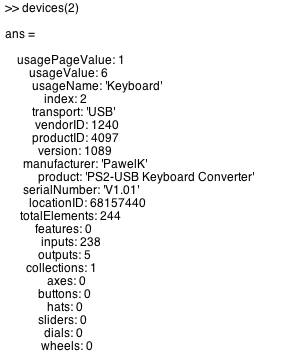 >> devices(2)
ans =
usagePageValue: 1
usageValue: 6
usageName: 'Keyboard'
index: 2
transport: 'USB'
vendorID: 1240
productID: 4097
version: 1089
manufacturer: 'PawelK'
product: 'PS2-USB Keyboard Converter'
serialNumber: 'V1.01'
locationID: 68157440
totalElements: 244
features: 0
inputs: 238
outputs: 5
collections: 1
axes: 0
buttons: 0
hats: 0
sliders: 0
dials: 0
wheels: 0